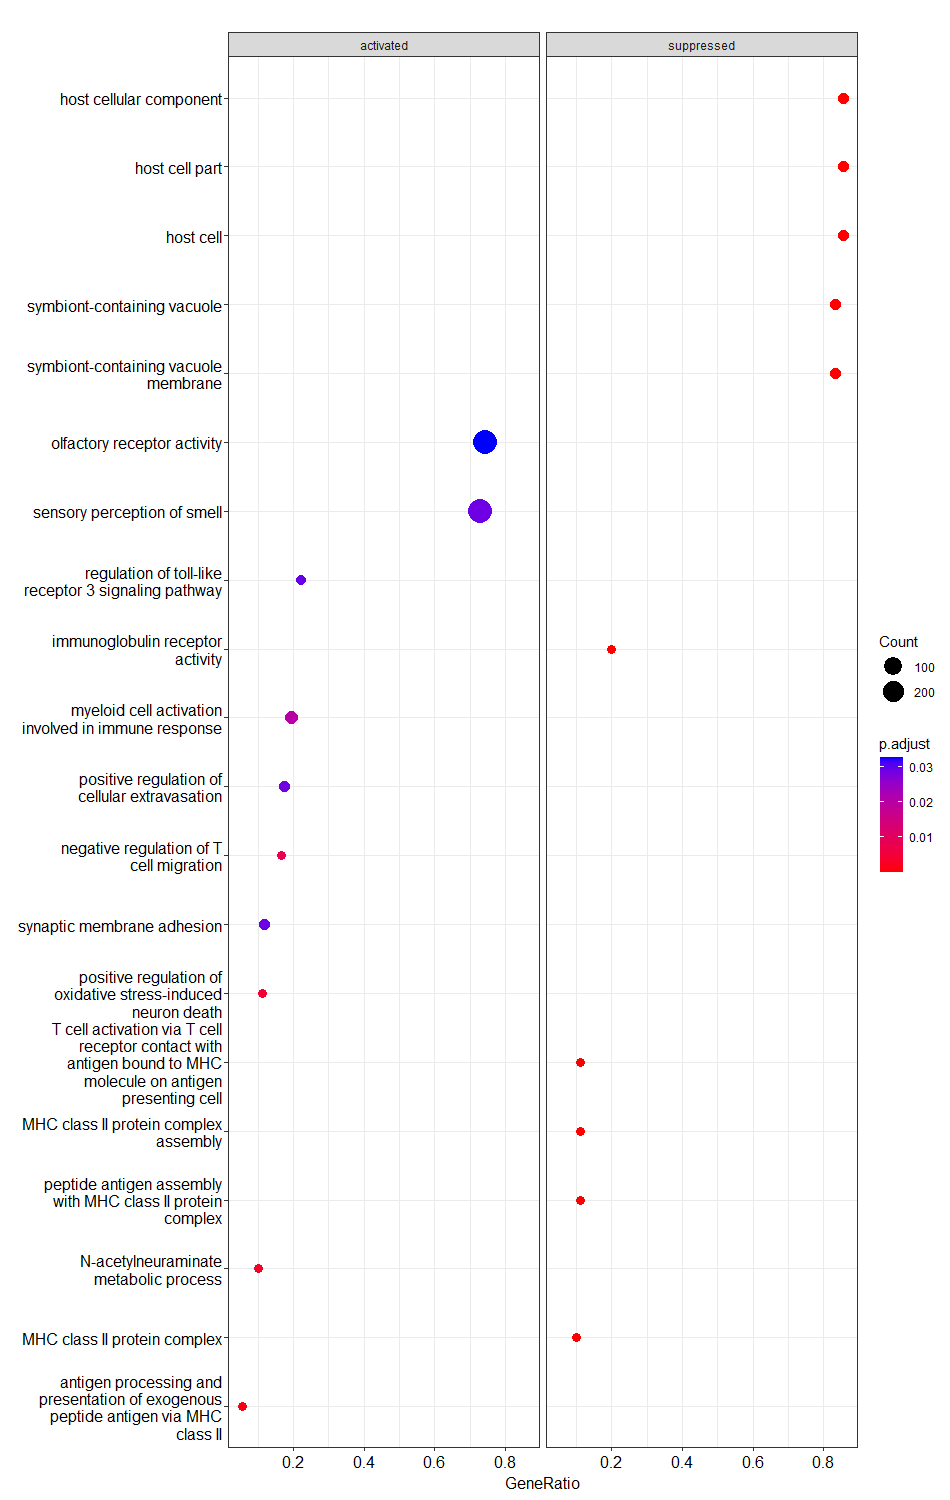 activated
suppressed
host cellular component
host cell part
host cell
symbiont-containing vacuole
symbiont-containing vacuole
membrane
olfactory receptor activity
sensory perception of smell
regulation of toll-like
receptor 3 signaling pathway
immunoglobulin receptor
activity
myeloid cell activation
involved in immune response
positive regulation of
cellular extravasation
negative regulation of T
cell migration
synaptic membrane adhesion
positive regulation of
oxidative stress-induced
neuron death
T cell activation via T cell
receptor contact with
antigen bound to MHC
molecule on antigen
presenting cell
MHC class II protein complex
assembly
peptide antigen assembly
with MHC class II protein
complex
N-acetylneuraminate
metabolic process
MHC class II protein complex
antigen processing and
presentation of exogenous
peptide antigen via MHC
class II
0.2 0.4 0.6 0.8
0.2 0.4 0.6 0.8
GeneRatio
Count
100
200
p.adjust
0.03
0.02
0.01